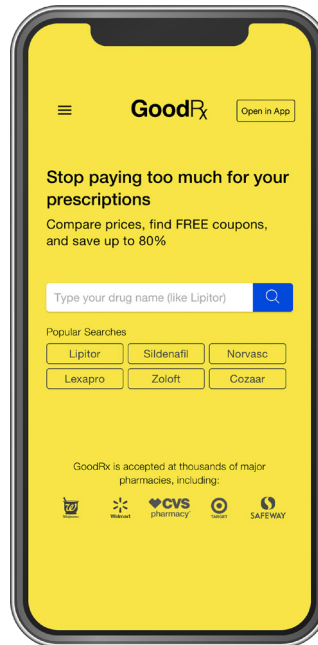 GoodRx
Open in App
Stop paying too much for your
prescriptions
Compare prices, find FREE coupons,
and save up to 80%
Type your drug name (like Lipitor)
Popular Searches
Lipitor Sildenafil Norvasc
Lexapro Zoloft Cozaar
GoodRx is accepted at thousands of major
pharmacies, including:
Walgreens Walmart CVS pharmacy TARGET SAFEWAY